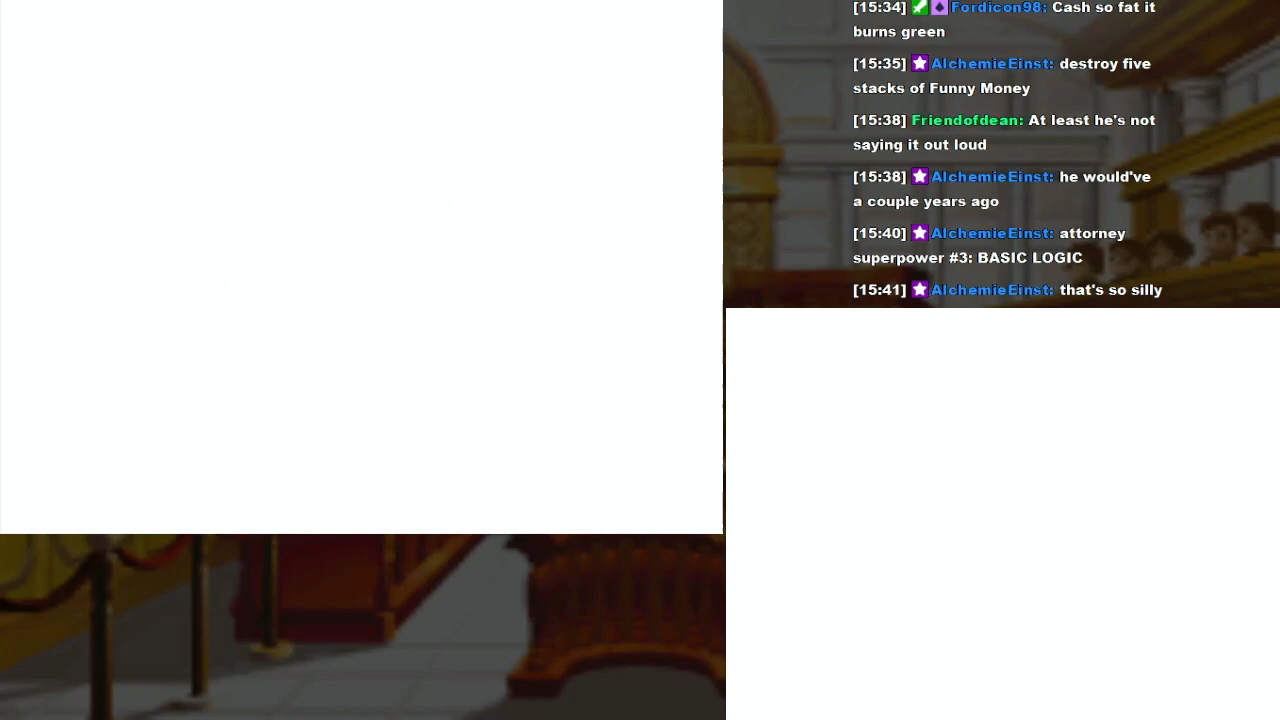 [15:34] Fordicon98: Cash so fat it
burns green
[15:35] AlchemieEinst: destroy five
stacks of Funny Money
[15:38] Friendofdean: At least he's not
saying it out loud
[15:38] AlchemieEinst: he would've
a couple years ago
[15:40] AlchemieEinst: attorney
superpower #3: BASIC LOGIC
[15:41] AlchemieEinst: that's so silly